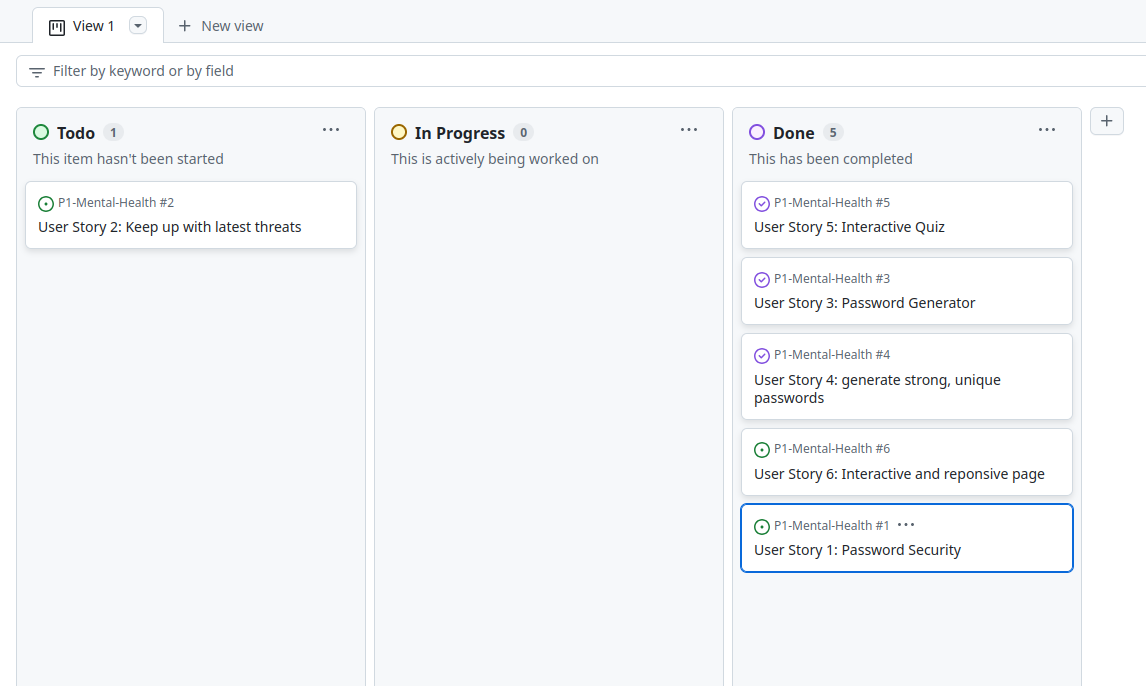 View 1
New view
Filter by keyword or by field
Todo 1
This item hasn't been started
P1-Mental-Health #2
User Story 2: Keep up with latest threats
In Progress 0
This is actively being worked on
Done 5
This has been completed
P1-Mental-Health #5
User Story 5: Interactive Quiz
P1-Mental-Health #3
User Story 3: Password Generator
P1-Mental-Health #4
User Story 4: generate strong, unique
passwords
P1-Mental-Health #6
User Story 6: Interactive and reponsive page
P1-Mental-Health #1
User Story 1: Password Security